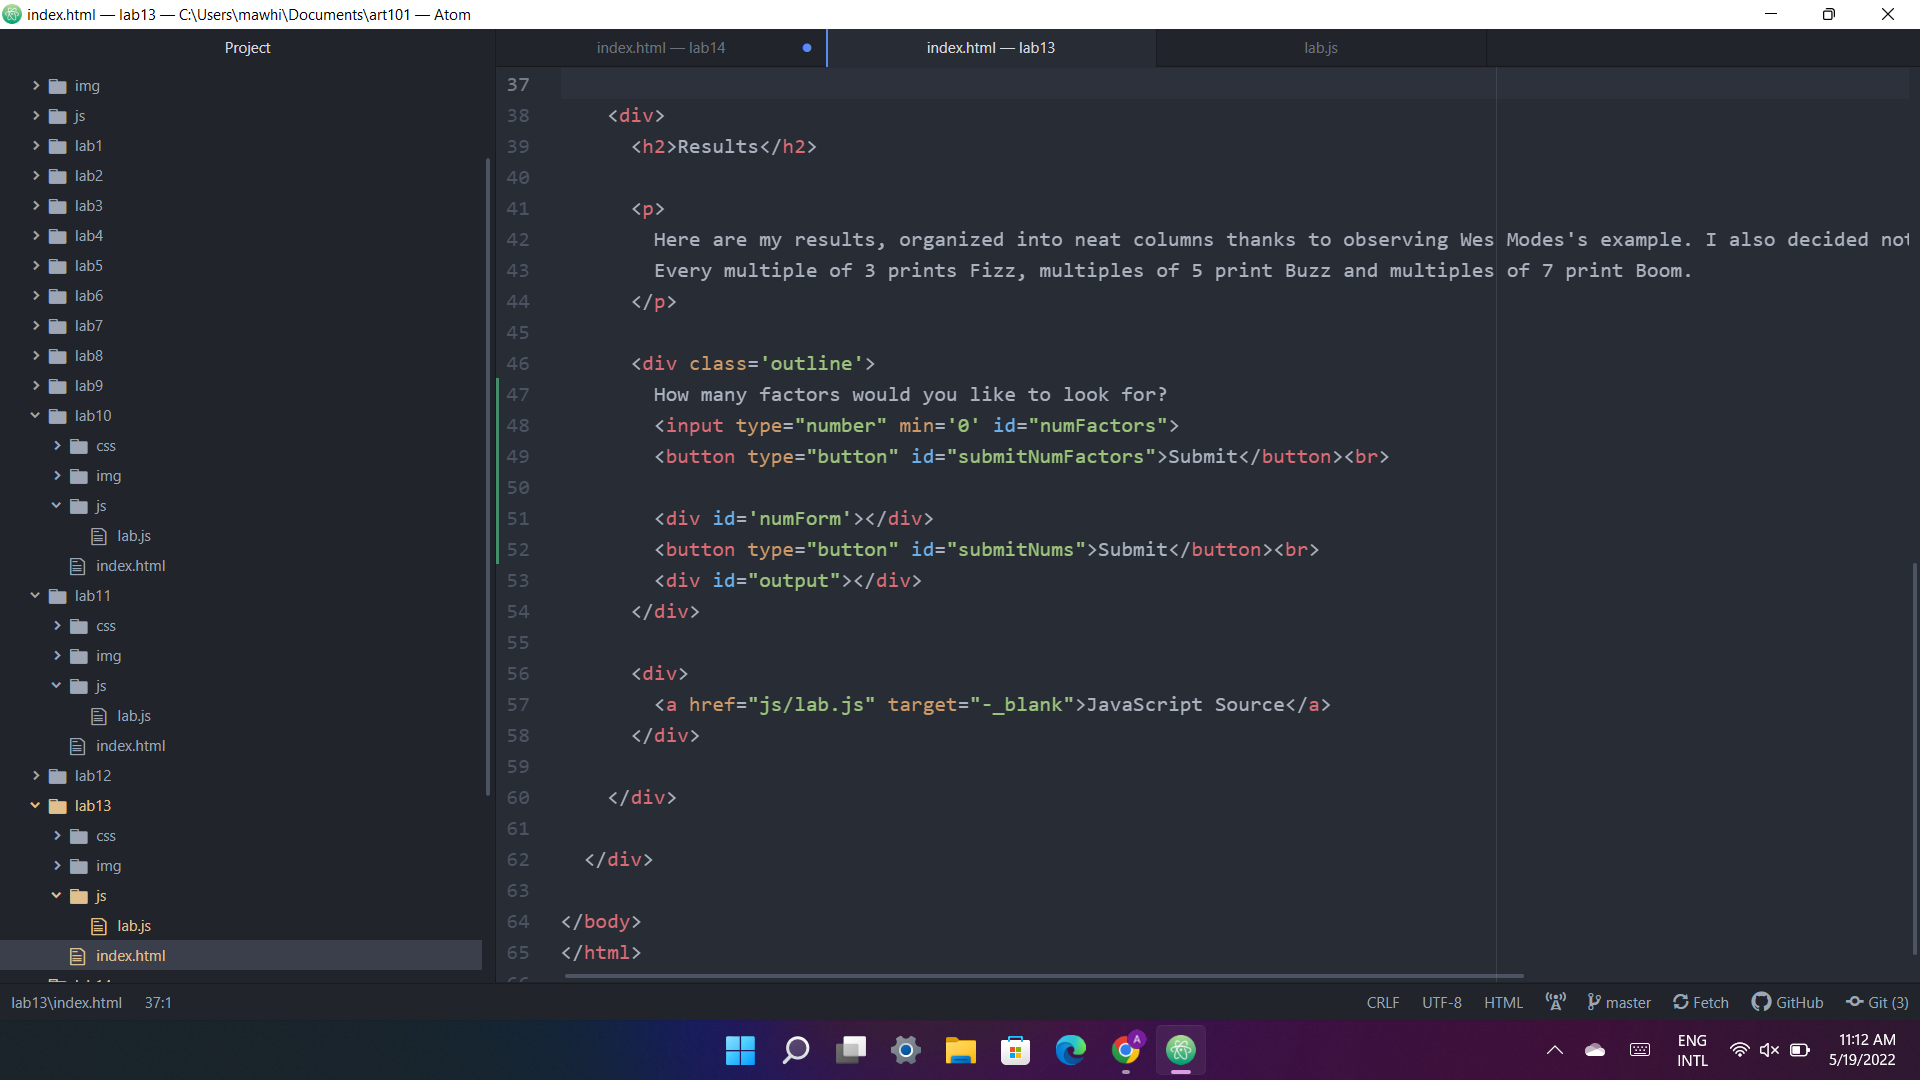 index.html — lab13 — C:\Users\mawhi\Documents\art101 — Atom
Project
img
js
lab1
lab2
lab3
lab4
lab5
lab6
lab7
lab8
lab9
lab10
css
img
js
lab.js
index.html
lab11
css
img
js
lab.js
index.html
lab12
lab13
css
img
js
lab.js
index.html
index.html — lab14
index.html — lab13
lab.js
37
38 <div>
39 <h2>Results</h2>
40
41 <p>
42 Here are my results, organized into neat columns thanks to observing Wes Modes's example. I also decided not
43 Every multiple of 3 prints Fizz, multiples of 5 print Buzz and multiples of 7 print Boom.
44 </p>
45
46 <div class='outline'>
47 How many factors would you like to look for?
48 <input type="number" min='0' id="numFactors">
49 <button type="button" id="submitNumFactors">Submit</button><br>
50
51 <div id='numForm'></div>
52 <button type="button" id="submitNums">Submit</button><br>
53 <div id="output"></div>
54 </div>
55
56 <div>
57 <a href="js/lab.js" target="-_blank">JavaScript Source</a>
58 </div>
59
60 </div>
61
62 </div>
63
64 </body>
65 </html>
lab13\index.html 37:1
CRLF UTF-8 HTML master Fetch GitHub Git (3)
A
ENG
INTL
11:12 AM
5/19/2022